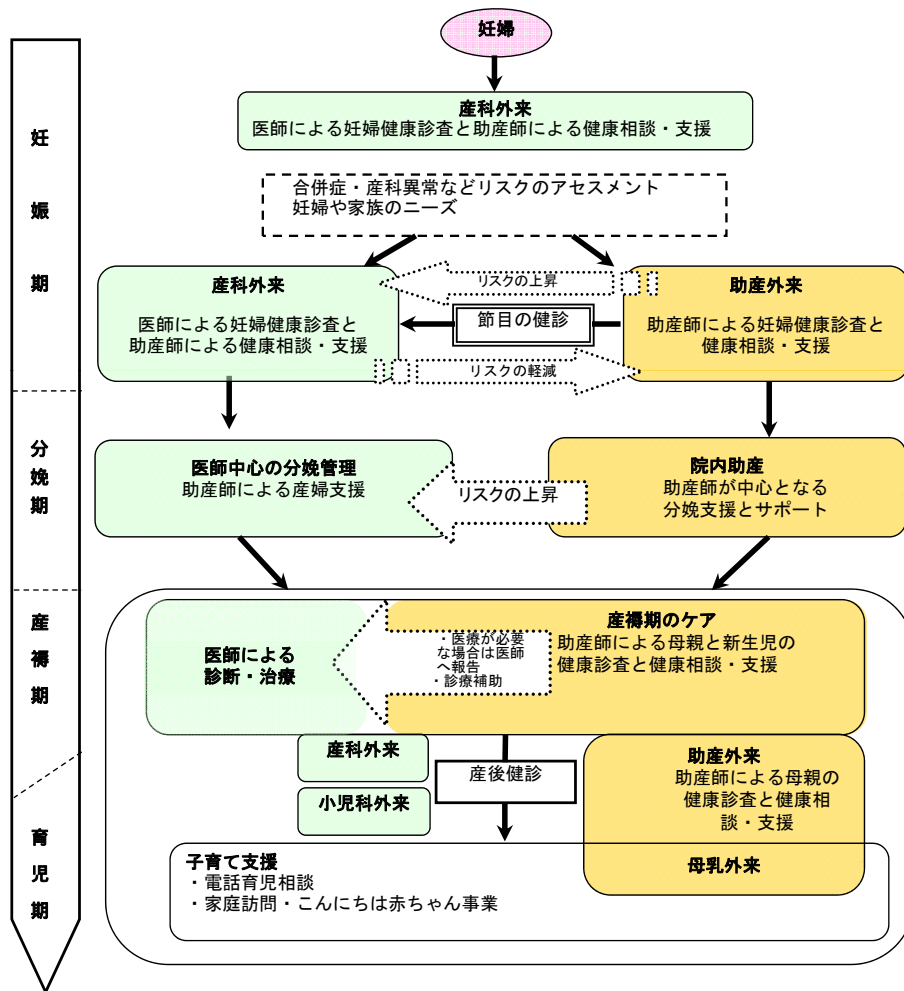 妊婦
産科外来
医師による妊婦健康診査と助産師による健康相談・支援
合併症・産科異常などリスクのアセスメント
妊婦や家族のニーズ
妊娠期
産科外来
医師による妊婦健康診査と
助産師による健康相談・支援
リスクの上昇
節目の健診
リスクの軽減
助産外来
助産師による妊婦健康診査と
健康相談・支援
分娩期
医師中心の分娩管理
助産師による産婦支援
リスクの上昇
院内助産
助産師が中心となる
分娩支援とサポート
産褥期
医師による
診断・治療
・医療が必要
な場合は医師
へ報告
・診療補助
産褥期のケア
助産師による母親と新生児の
健康診査と健康相談・支援
産科外来
小児科外来
産後健診
助産外来
助産師による母親の
健康診査と健康相
談・支援
育児期
子育て支援
・電話育児相談
・家庭訪問・こんにちは赤ちゃん事業
母乳外来